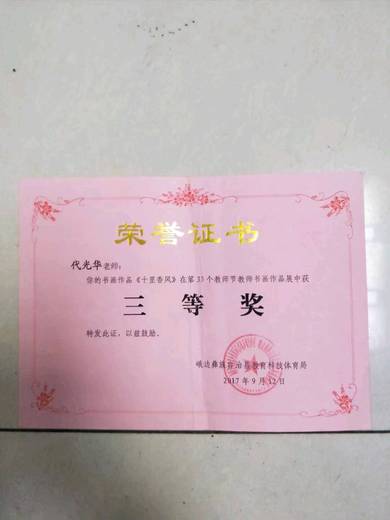 荣誉证书
代光华老师：
你的书画作品《十里香风》在第33个教师节教师书画作品展中获
三等奖
特发此证，以兹鼓励。
峨边彝族自治县教育科技体育局
2017年9月12日